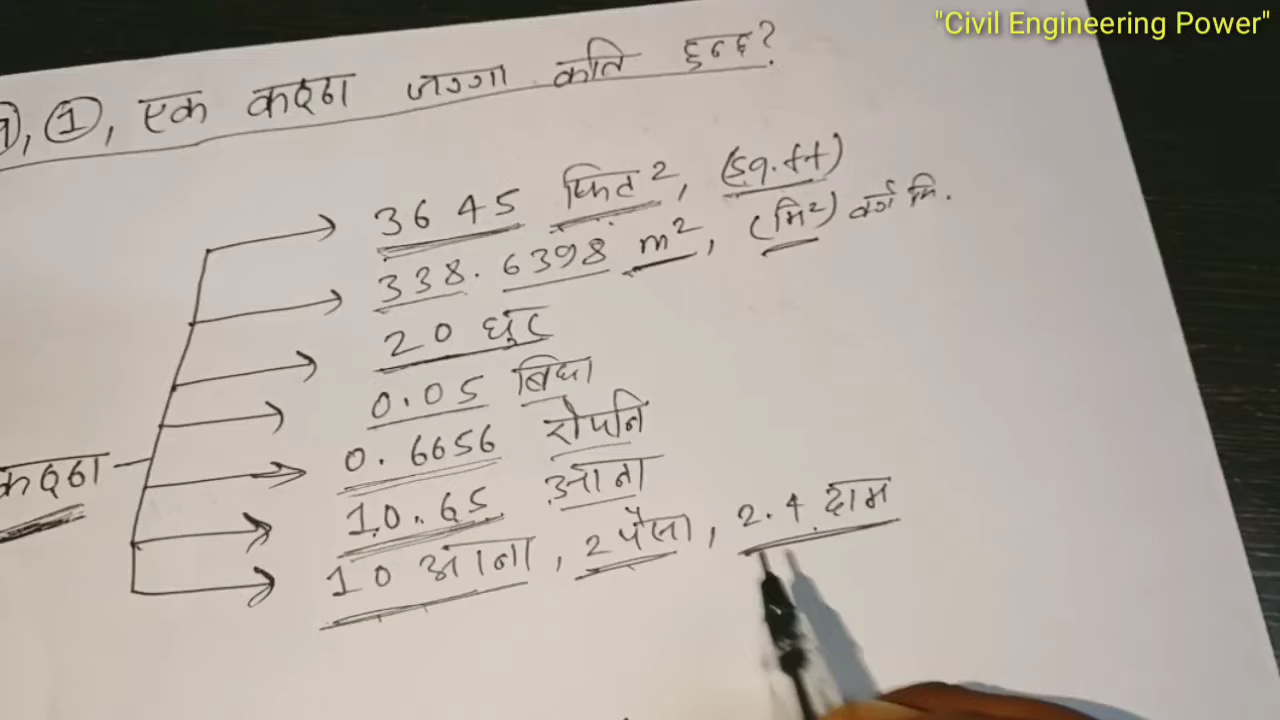 "Civil Engineering Power"
१, ①, एक कठ्ठा जग्गा कति हुन्छ?
3645 फिट², (sq.ft)
338.6398 m², (मि²) वर्ग मि.
20 धुर
0.05 बिघा
0.6656 रोपनि
कठ्ठा
10.65 आना
10 आना, 2 पैसा, 2.4 दाम